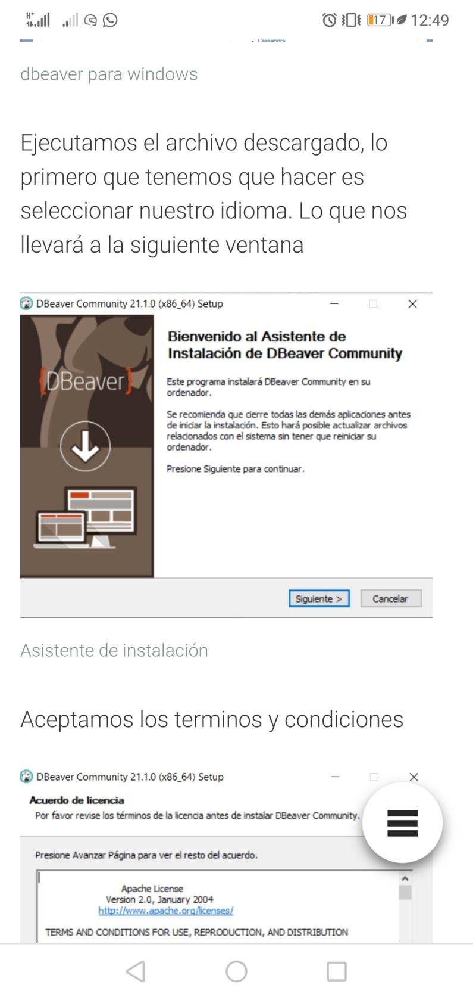 H+
17
12:49
Cassandra
dbeaver para windows
Ejecutamos el archivo descargado, lo
primero que tenemos que hacer es
seleccionar nuestro idioma. Lo que nos
llevará a la siguiente ventana
DBeaver Community 21.1.0 (x86_64) Setup
{DBeaver}
Bienvenido al Asistente de
Instalación de DBeaver Community
Este programa instalará DBeaver Community en su
ordenador.
Se recomienda que cierre todas las demás aplicaciones antes
de iniciar la instalación. Esto hará posible actualizar archivos
relacionados con el sistema sin tener que reiniciar su
ordenador.
Presione Siguiente para continuar.
Siguiente > Cancelar
Asistente de instalación
Aceptamos los terminos y condiciones
DBeaver Community 21.1.0 (x86_64) Setup
Acuerdo de licencia
Por favor revise los términos de la licencia antes de instalar DBeaver Community.
Presione Avanzar Página para ver el resto del acuerdo.
Apache License
Version 2.0, January 2004
http://www.apache.org/licenses/
TERMS AND CONDITIONS FOR USE, REPRODUCTION, AND DISTRIBUTION